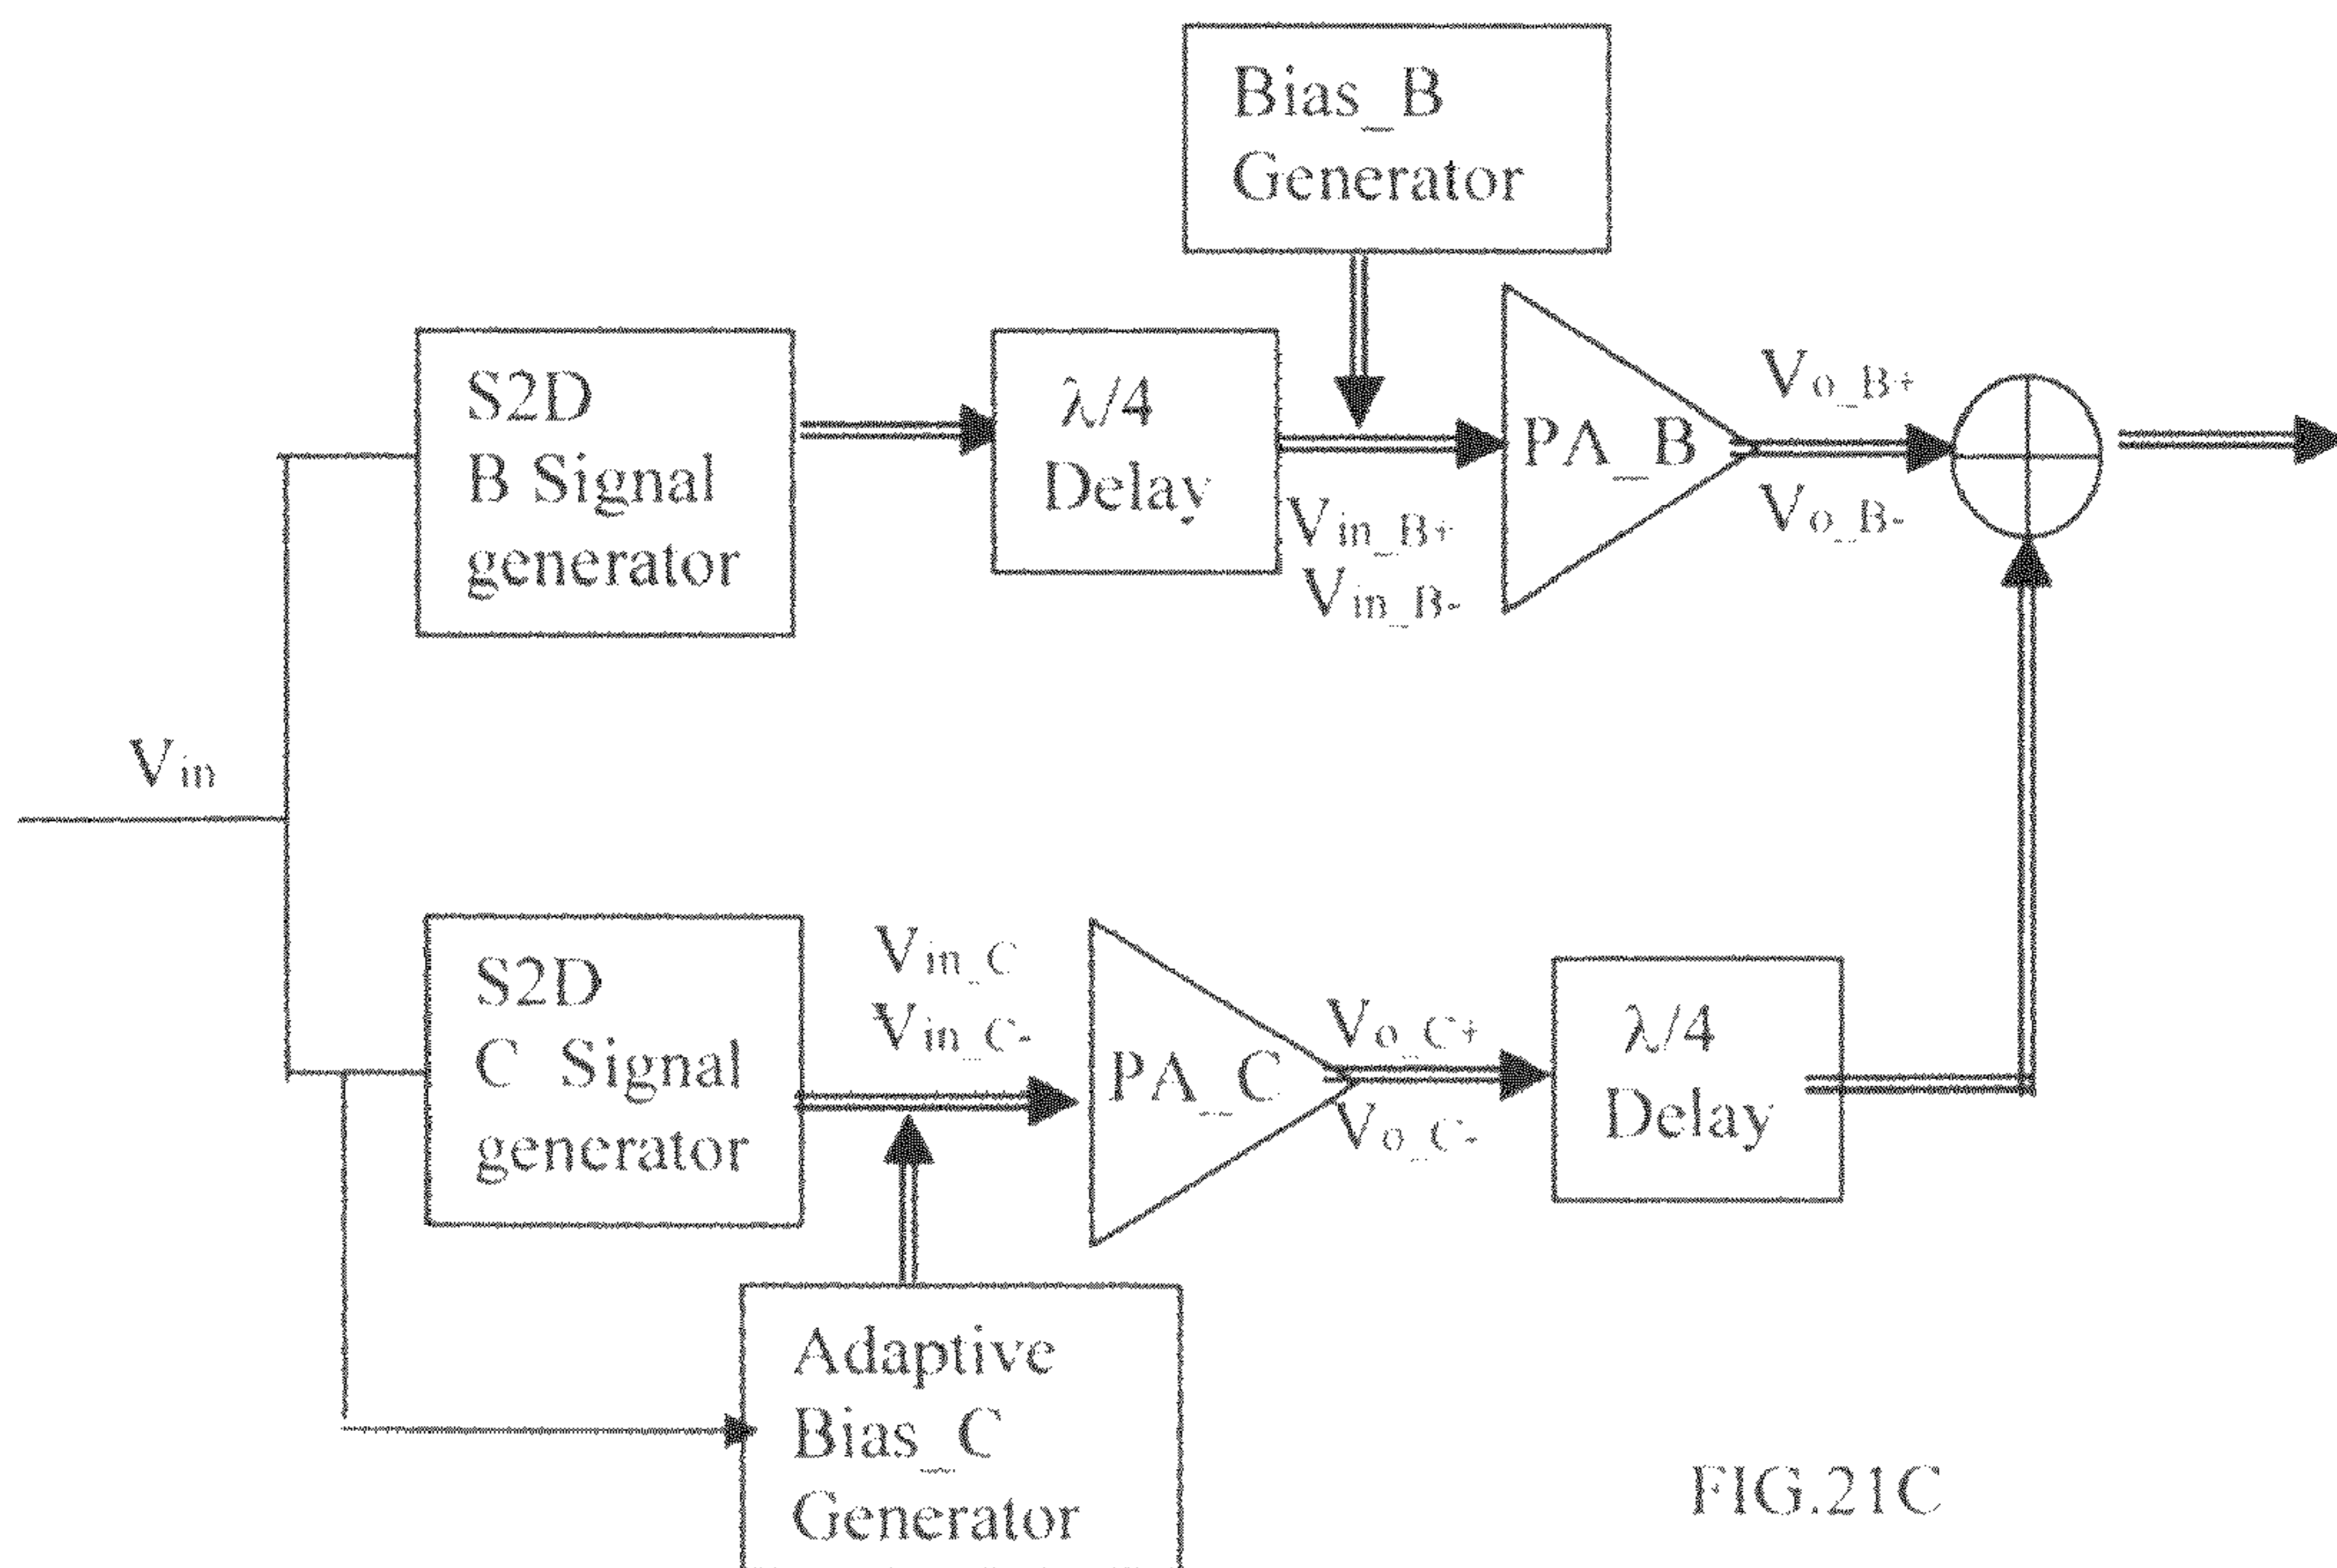 Bias_B
Generator
S2D
B Signal
generator
λ/4
Delay
Vin_B+
Vin_B-
PA_B
Vo_B+
Vo_B-
Vin
S2D
C Signal
generator
Vin_C
Vin_C-
PA_C
Vo_C+
Vo_C-
λ/4
Delay
Adaptive
Bias_C
Generator
FIG.21C